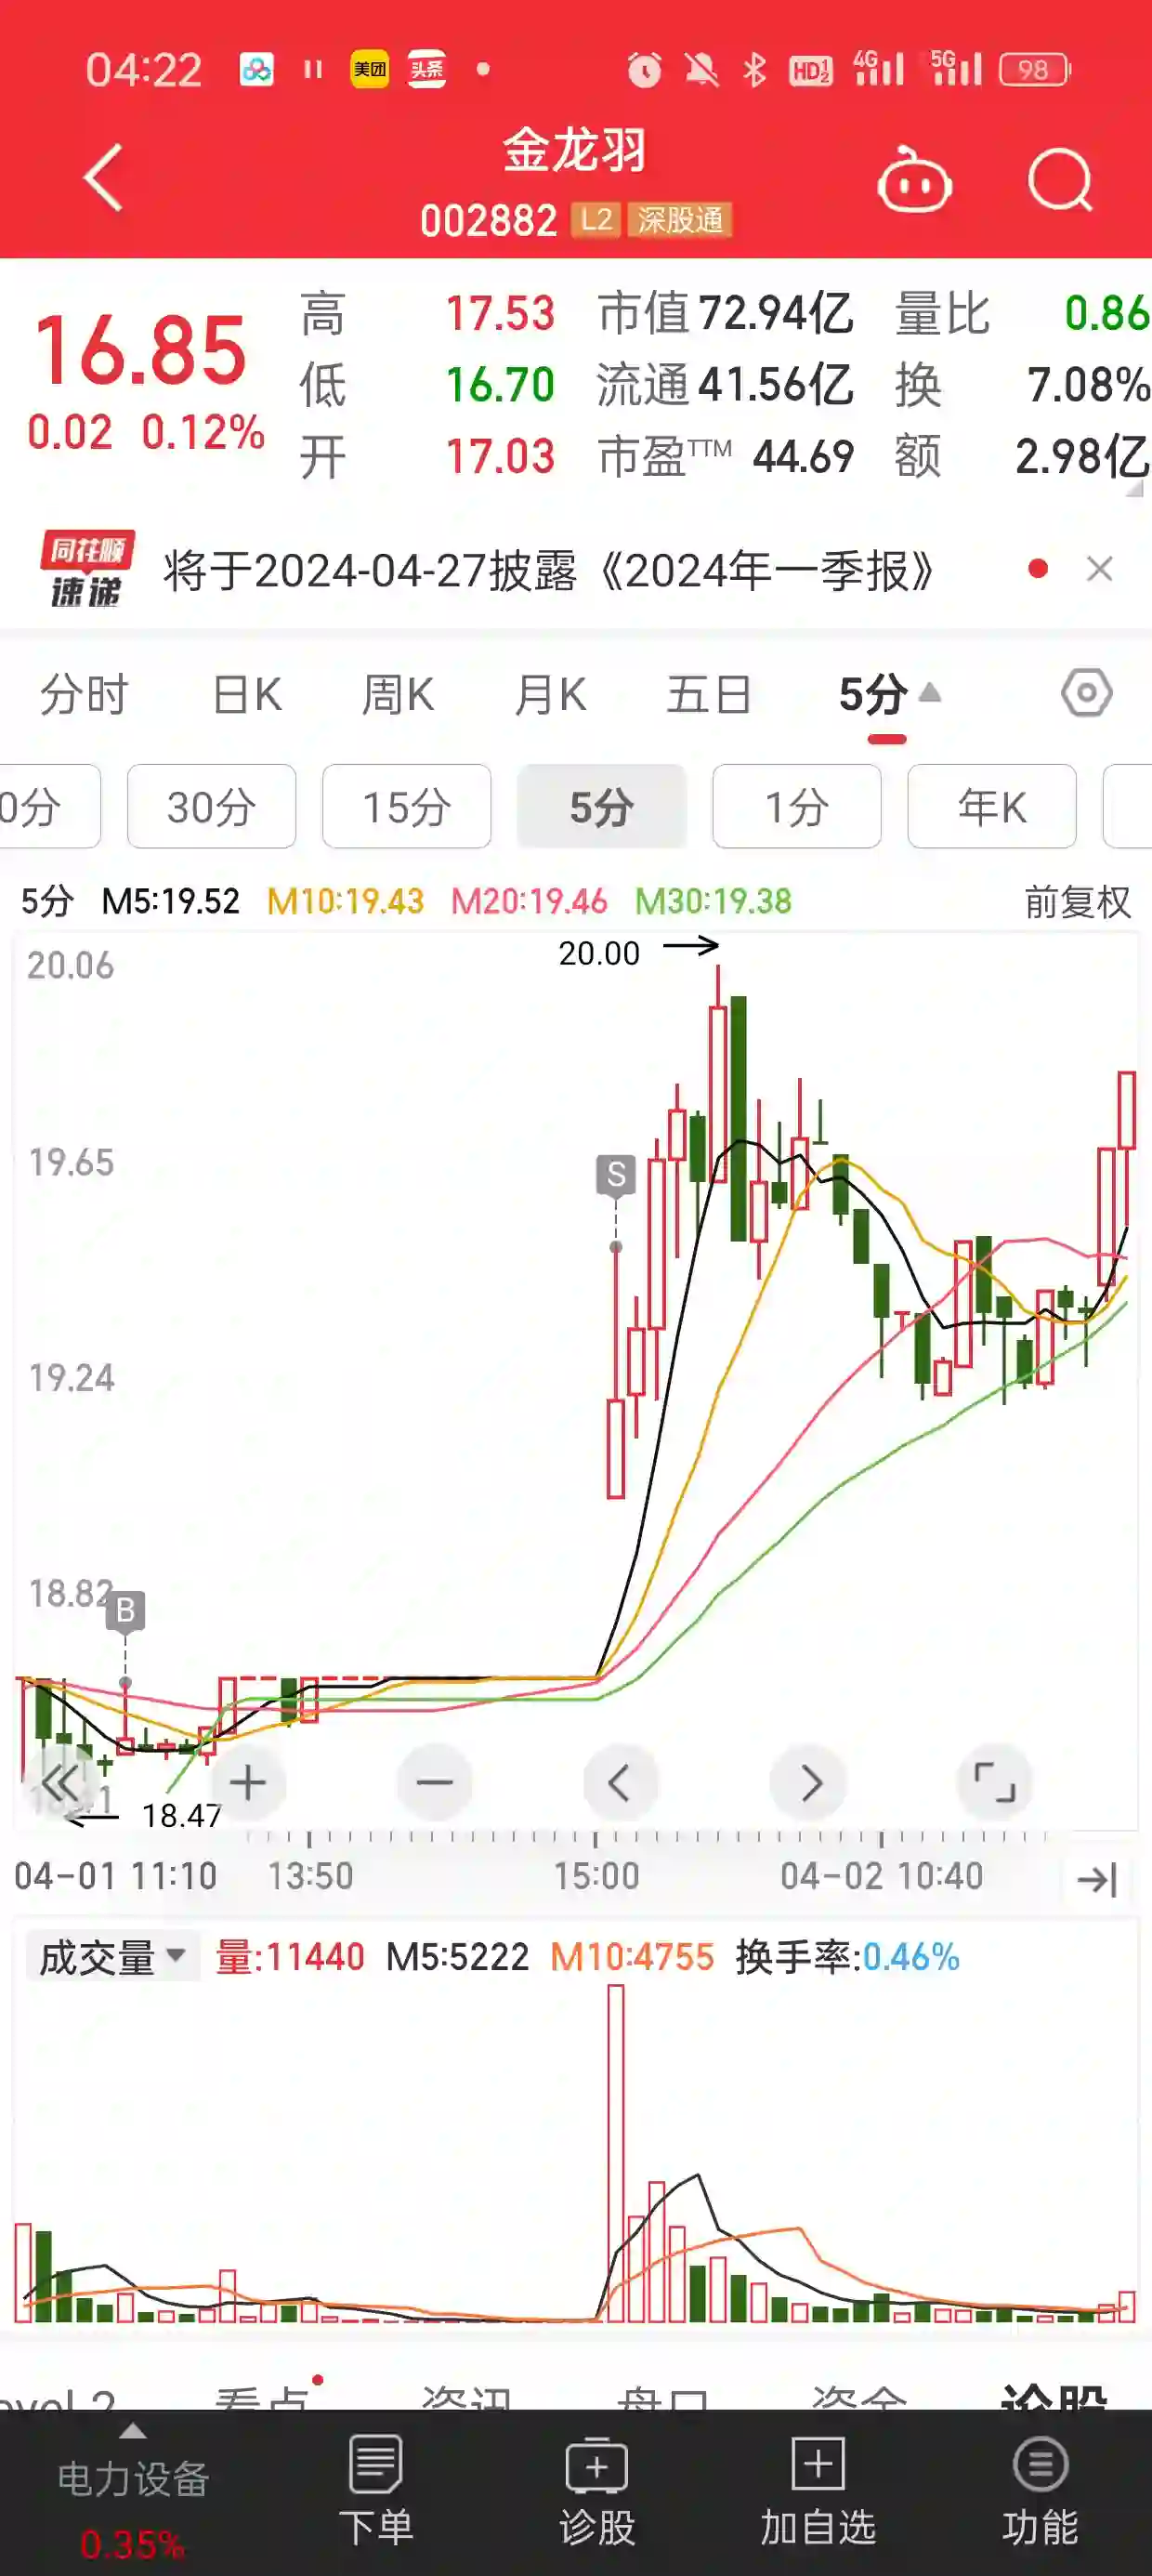 04:22 美团 头条 HD1 2 4G 5G 98
金龙羽
002882 L2 深股通
16.85
0.02 0.12%
高 17.53 市值 72.94亿 量比 0.86
低 16.70 流通 41.56亿 换 7.08%
开 17.03 市盈TTM 44.69 额 2.98亿
同花顺
速递
将于2024-04-27披露《2024年一季报》
分时 日K 周K 月K 五日 5分
0分 30分 15分 5分 1分 年K
5分 M5:19.52 M10:19.43 M20:19.46 M30:19.38 前复权
20.00
20.06
19.65
S
19.24
18.82
B
18.47
04-01 11:10 13:50 15:00 04-02 10:40
成交量 量:11440 M5:5222 M10:4755 换手率:0.46%
看点 资讯 盘口 资金 诊股
电力设备
0.35%
下单 诊股 加自选 功能